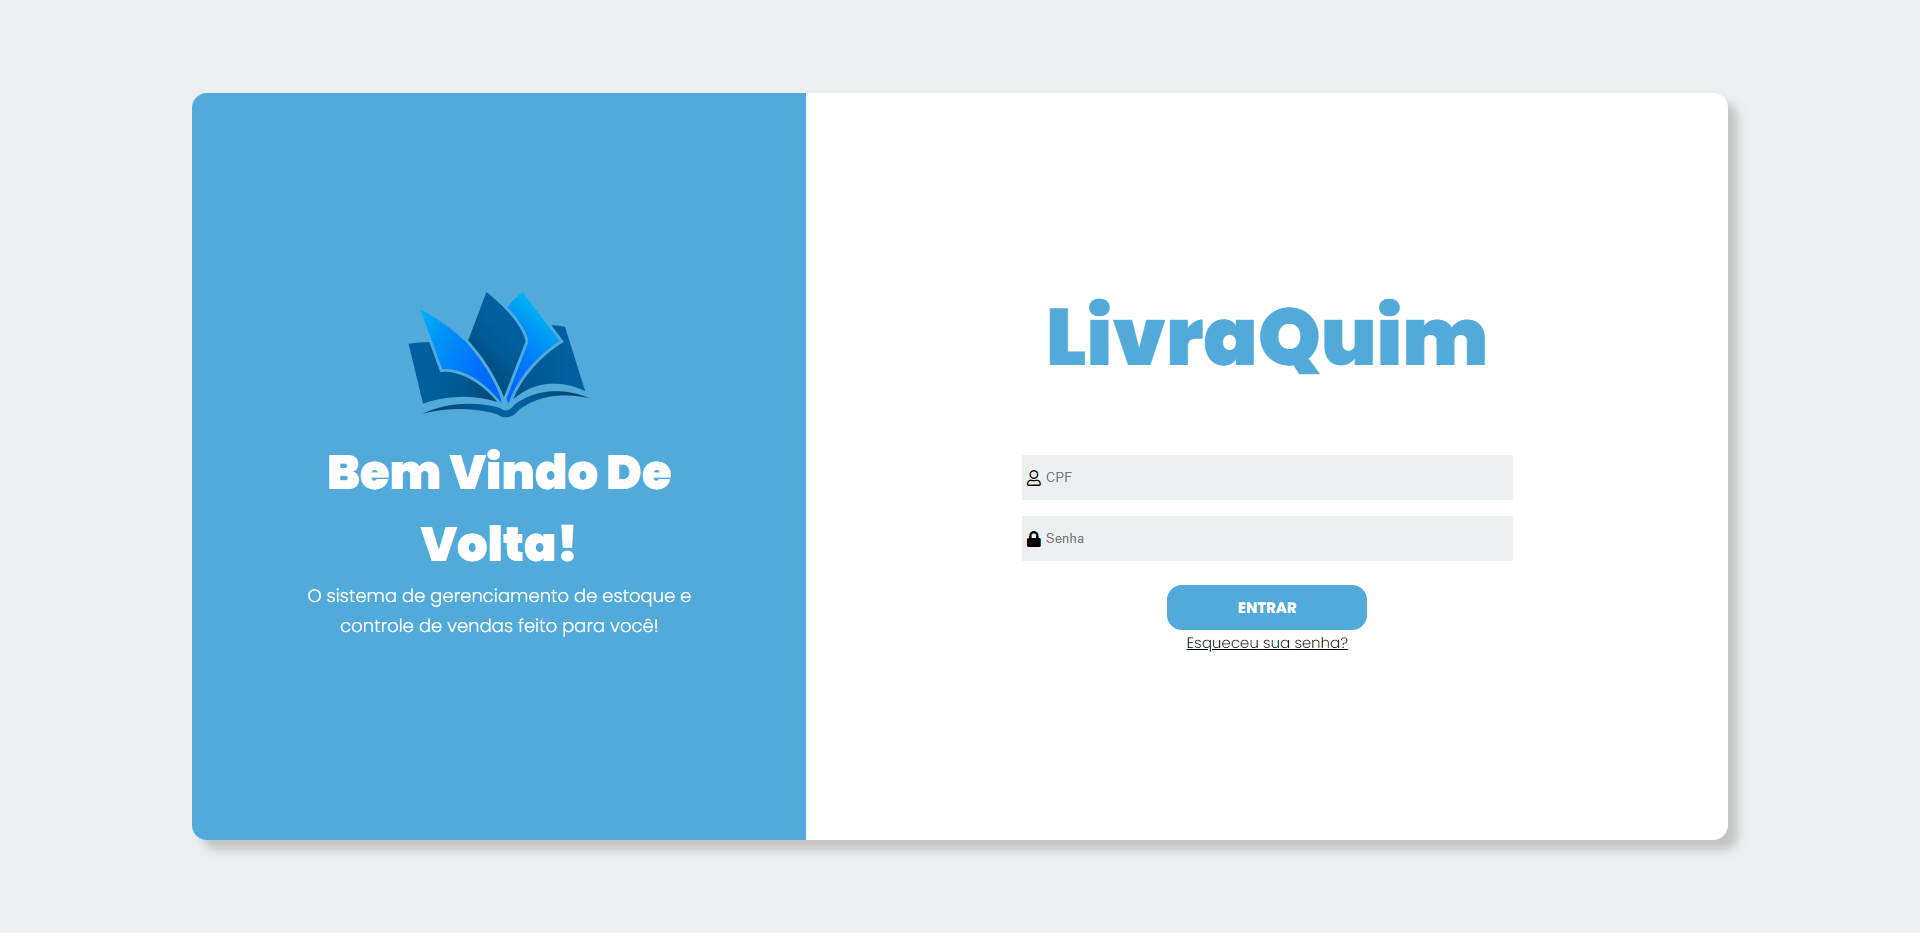 Bem Vindo De
Volta!
O sistema de gerenciamento de estoque e
controle de vendas feito para você!
LivraQuim
CPF
Senha
ENTRAR
Esqueceu sua senha?